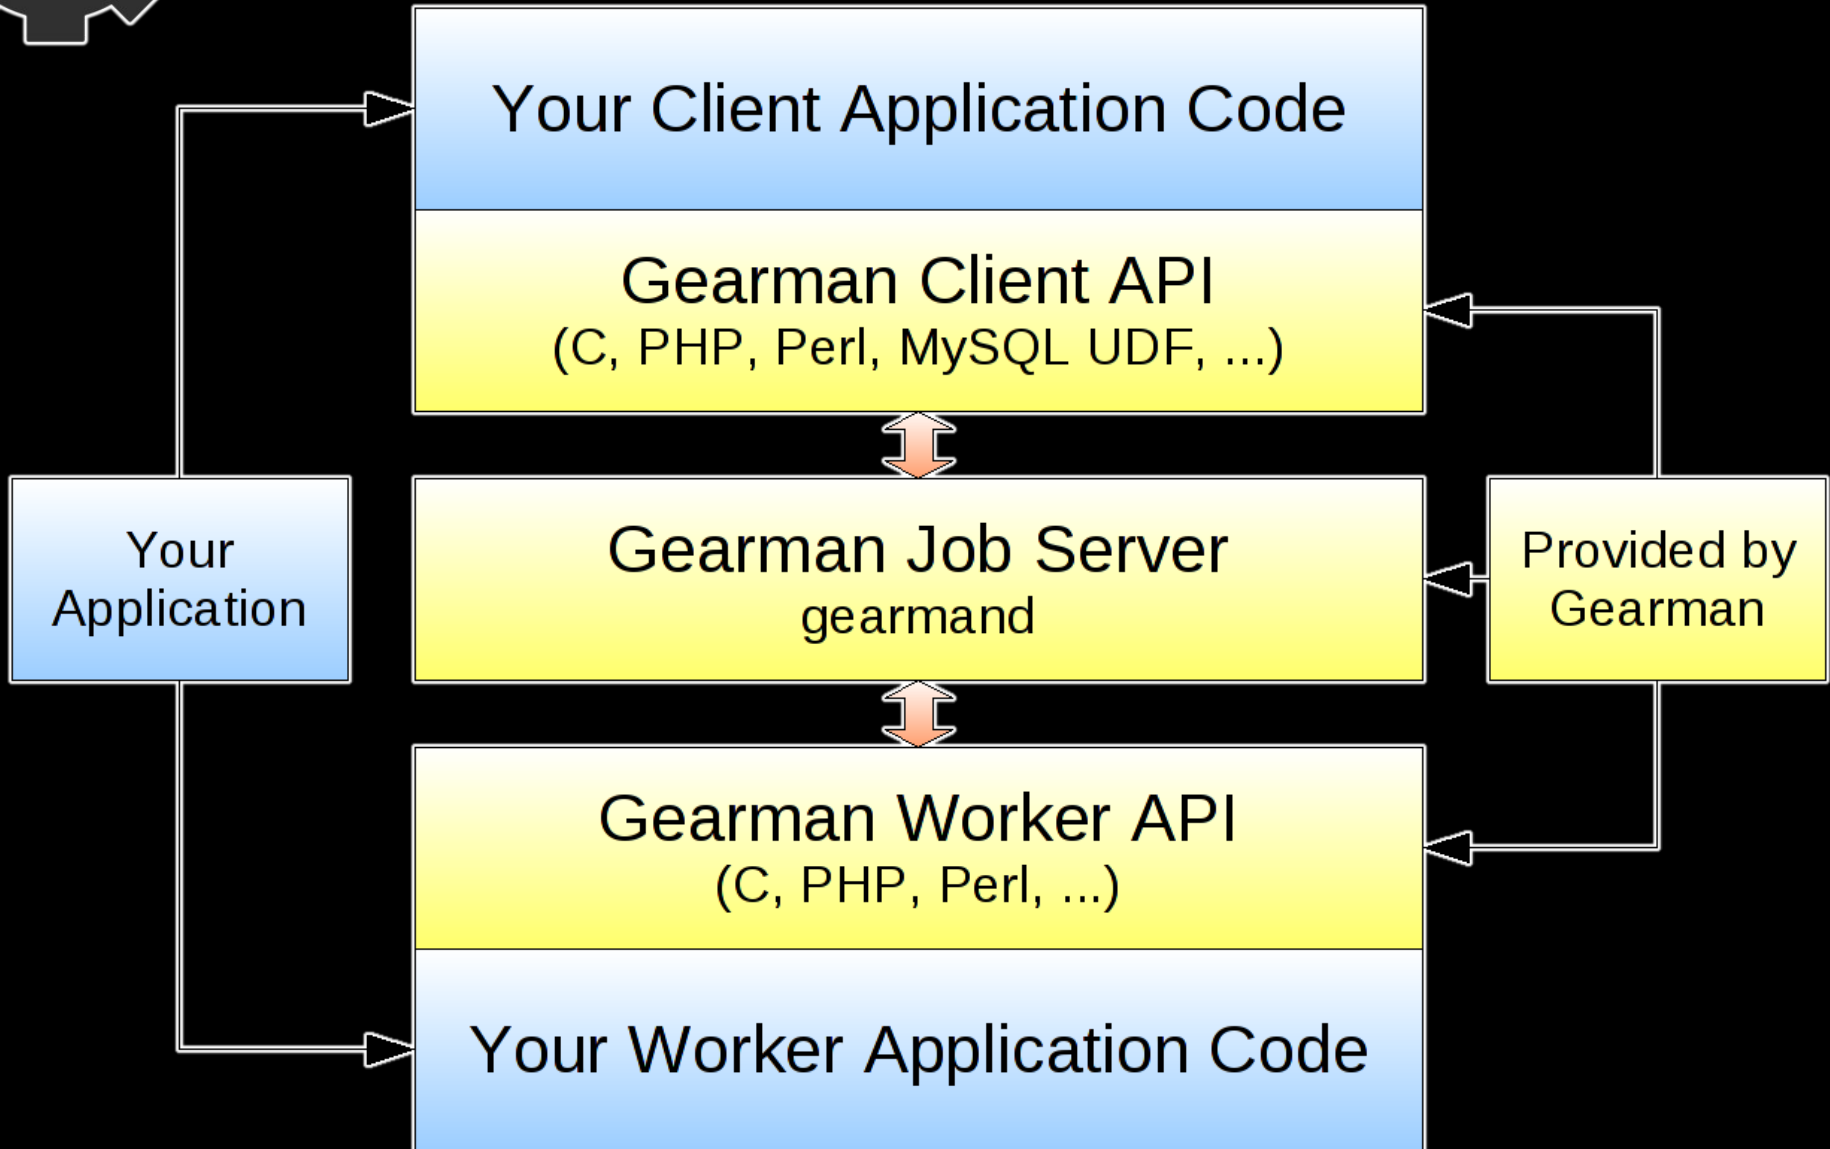 Your Client Application Code
Gearman Client API
(C, PHP, Perl, MySQL UDF, ...)
Your
Application
Gearman Job Server
gearmand
Provided by
Gearman
Gearman Worker API
(C, PHP, Perl, ...)
Your Worker Application Code